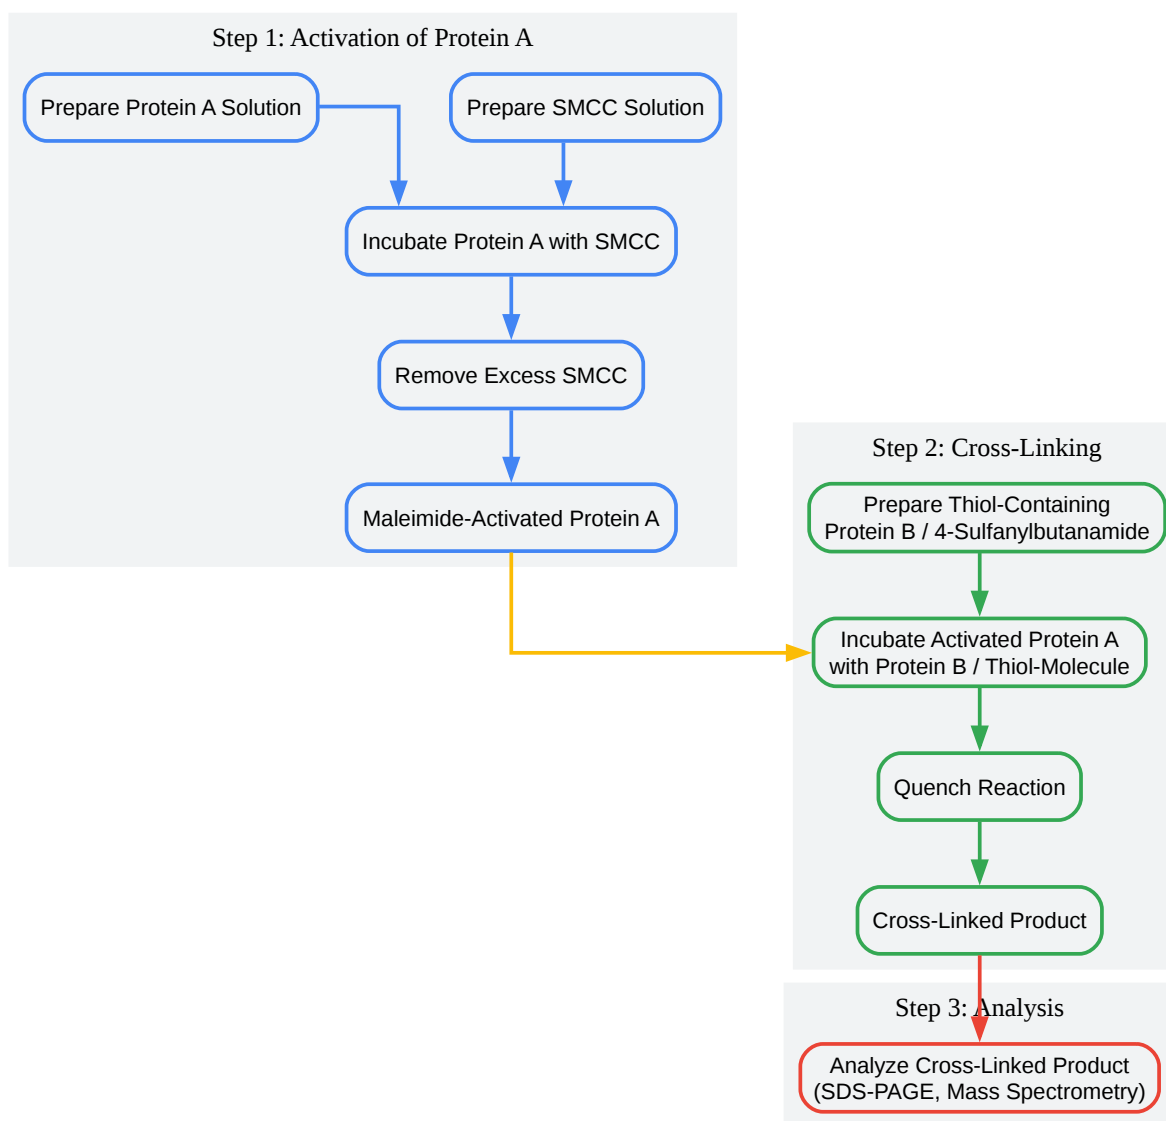 Step 1: Activation of Protein A
Prepare Protein A Solution
Prepare SMCC Solution
Incubate Protein A with SMCC
Remove Excess SMCC
Maleimide-Activated Protein A
Step 2: Cross-Linking
Prepare Thiol-Containing
Protein B / 4-Sulfanylbutanamide
Incubate Activated Protein A
with Protein B / Thiol-Molecule
Quench Reaction
Cross-Linked Product
Step 3: Analysis
Analyze Cross-Linked Product
(SDS-PAGE, Mass Spectrometry)